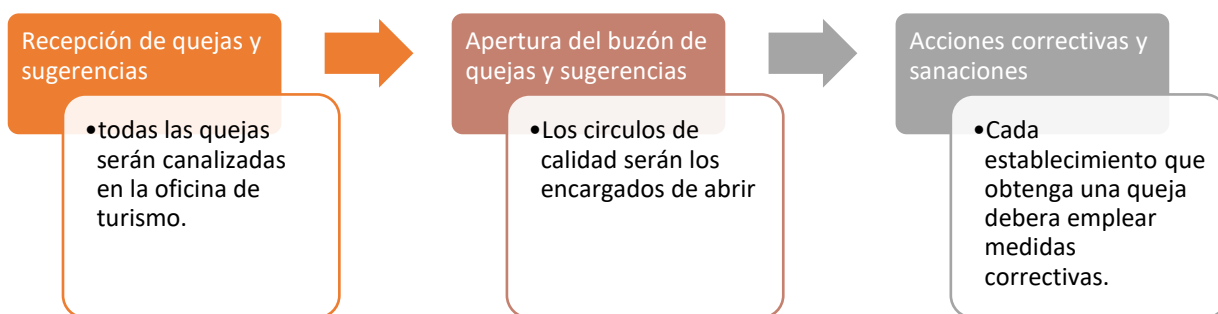 Recepción de quejas y
sugerencias
•todas las quejas
serán canalizadas
en la oficina de
turismo.
Apertura del buzón de
quejas y sugerencias
•Los circulos de
calidad serán los
encargados de abrir
Acciones correctivas y
sanaciones
•Cada
establecimiento que
obtenga una queja
debera emplear
medidas
correctivas.